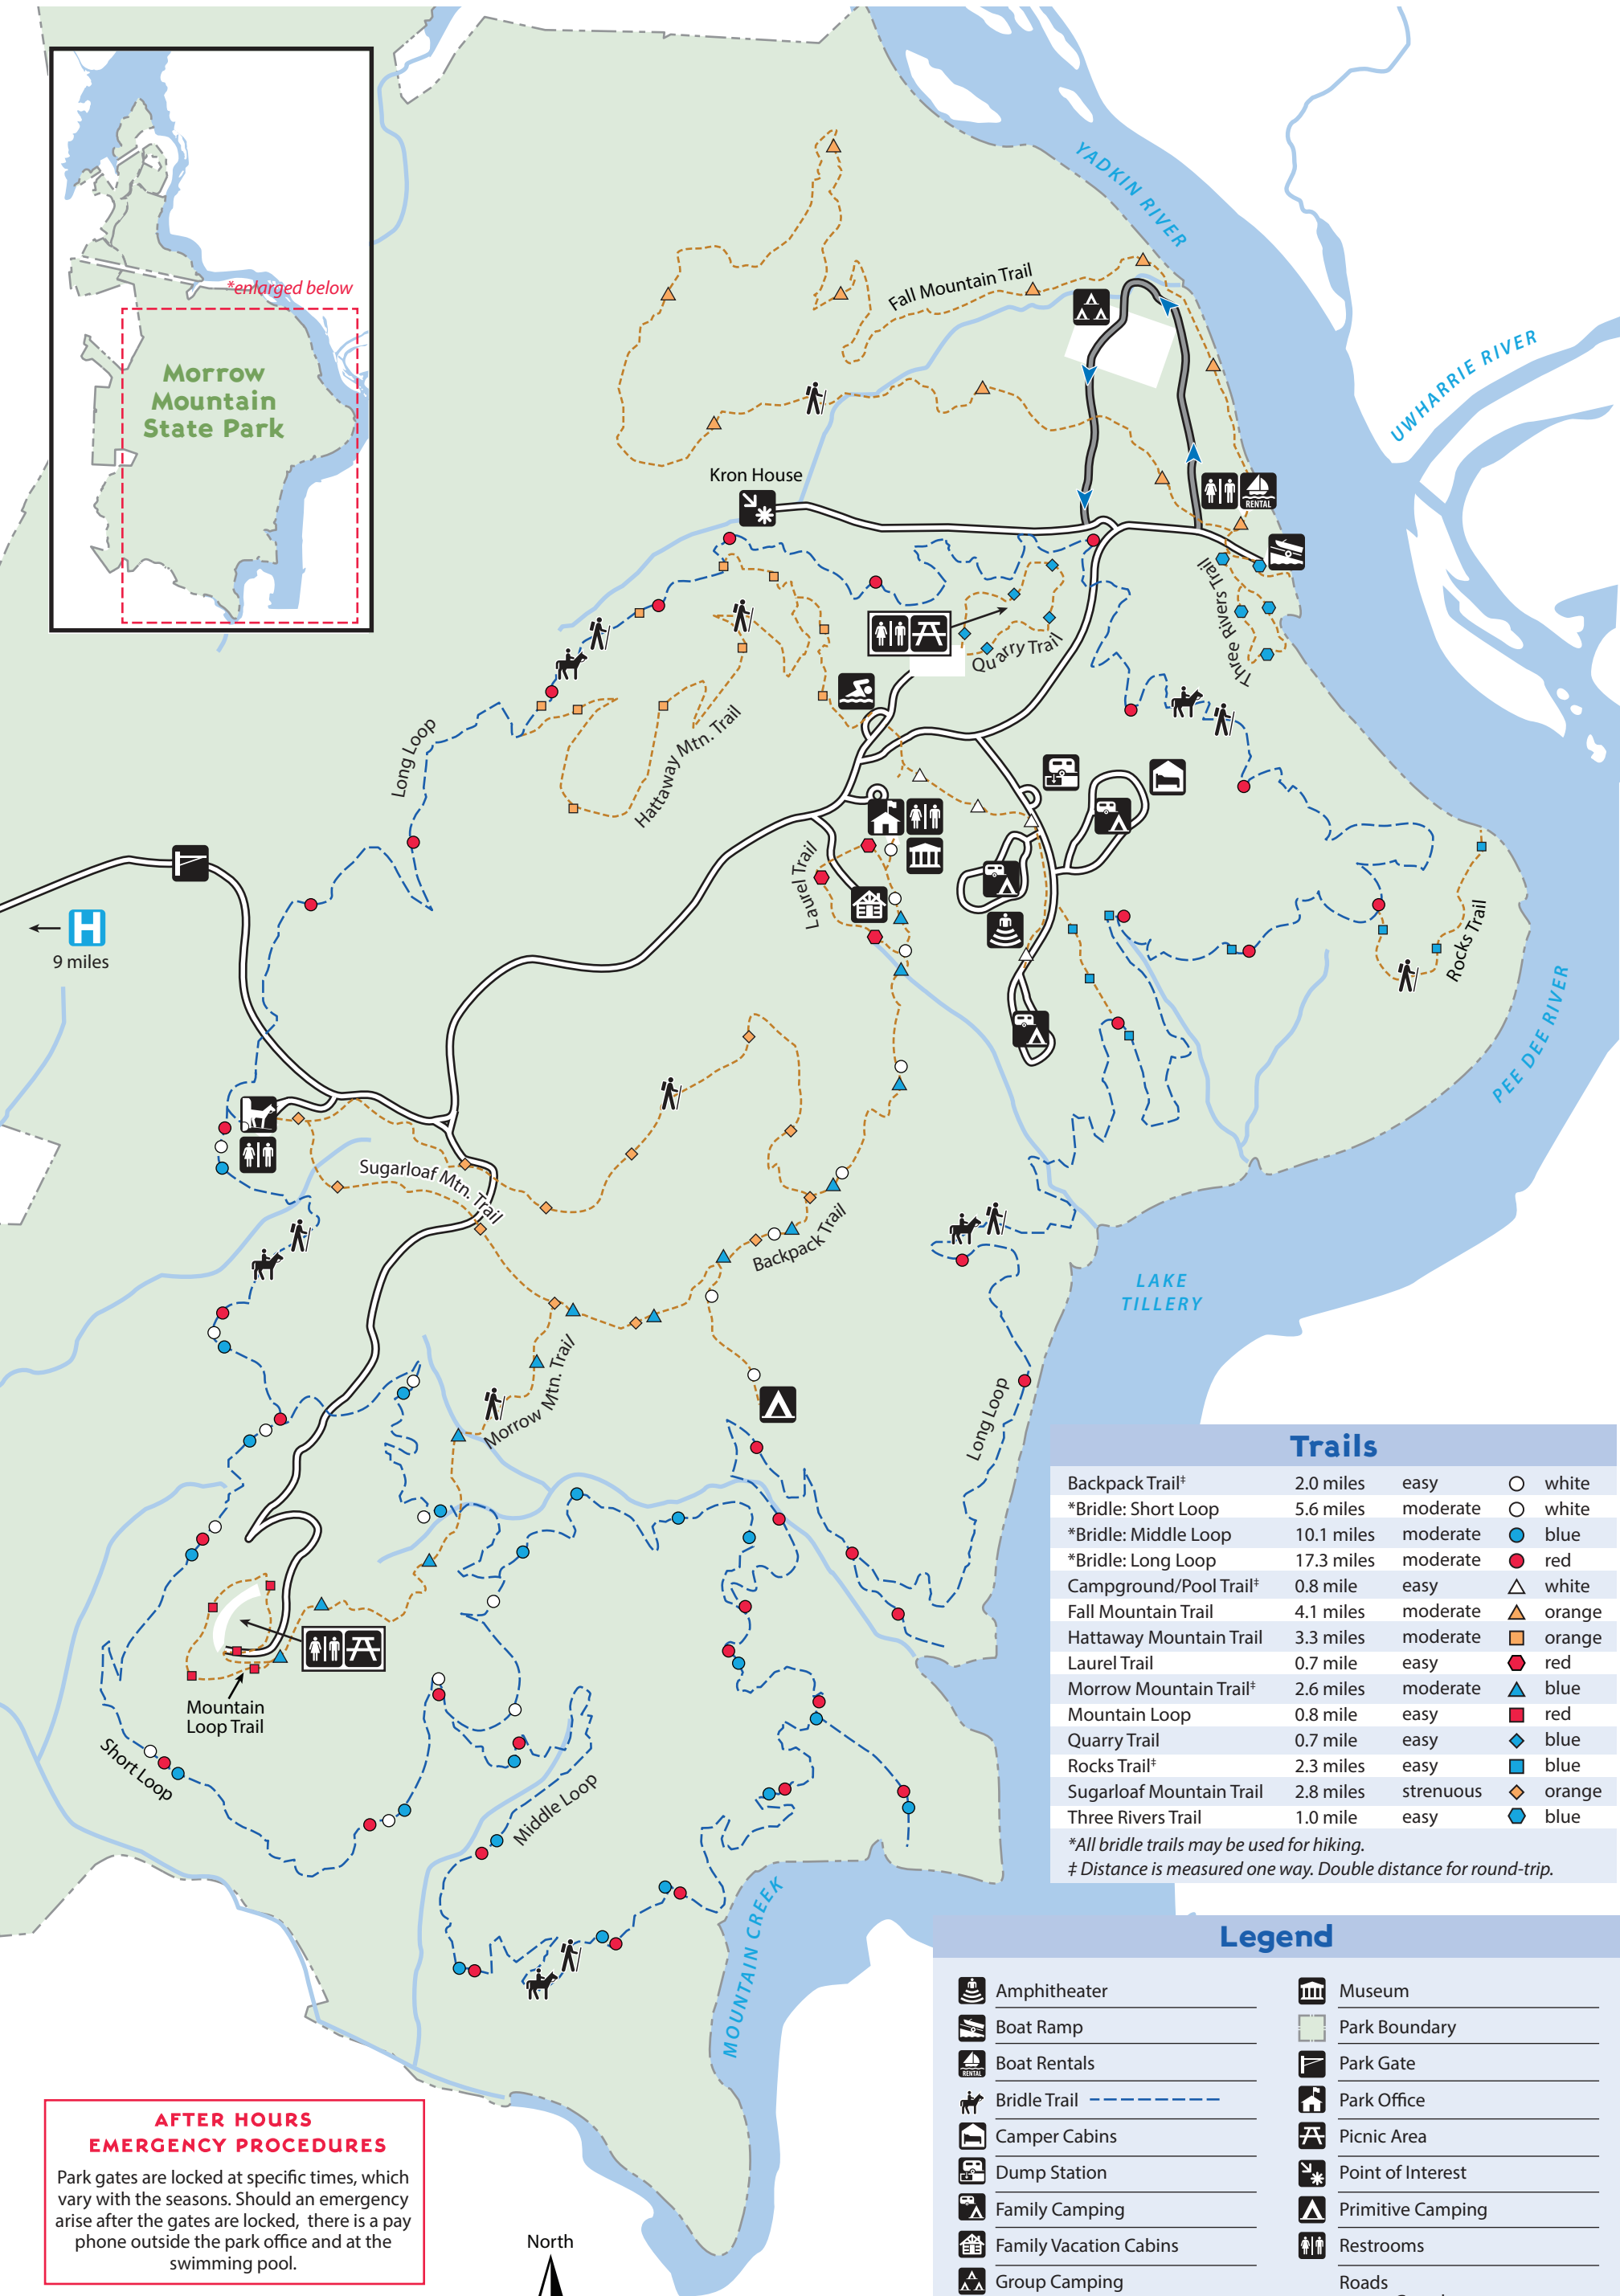 *enlarged below
Morrow
Mountain
State Park
YADKIN RIVER
UWHARRIE RIVER
Fall Mountain Trail
Kron House
RENTAL
Three Rivers Trail
Quarry Trail
Hattaway Mtn. Trail
Long Loop
Laurel Trail
Rocks Trail
PEE DEE RIVER
H
9 miles
Sugarloaf Mtn. Trail
Backpack Trail
LAKE
TILLERY
Morrow Mtn. Trail
Long Loop
Mountain
Loop Trail
Short Loop
Middle Loop
MOUNTAIN CREEK
Trails
Backpack Trail‡ 2.0 miles easy white
*Bridle: Short Loop 5.6 miles moderate white
*Bridle: Middle Loop 10.1 miles moderate blue
*Bridle: Long Loop 17.3 miles moderate red
Campground/Pool Trail‡ 0.8 mile easy white
Fall Mountain Trail 4.1 miles moderate orange
Hattaway Mountain Trail 3.3 miles moderate orange
Laurel Trail 0.7 mile easy red
Morrow Mountain Trail‡ 2.6 miles moderate blue
Mountain Loop 0.8 mile easy red
Quarry Trail 0.7 mile easy blue
Rocks Trail‡ 2.3 miles easy blue
Sugarloaf Mountain Trail 2.8 miles strenuous orange
Three Rivers Trail 1.0 mile easy blue
*All bridle trails may be used for hiking.
‡ Distance is measured one way. Double distance for round-trip.
Legend
Amphitheater
Boat Ramp
RENTAL
Boat Rentals
Bridle Trail
Camper Cabins
Dump Station
Family Camping
Family Vacation Cabins
Group Camping
Museum
Park Boundary
Park Gate
Park Office
Picnic Area
Point of Interest
Primitive Camping
Restrooms
Roads
AFTER HOURS
EMERGENCY PROCEDURES
Park gates are locked at specific times, which
vary with the seasons. Should an emergency
arise after the gates are locked, there is a pay
phone outside the park office and at the
swimming pool.
North